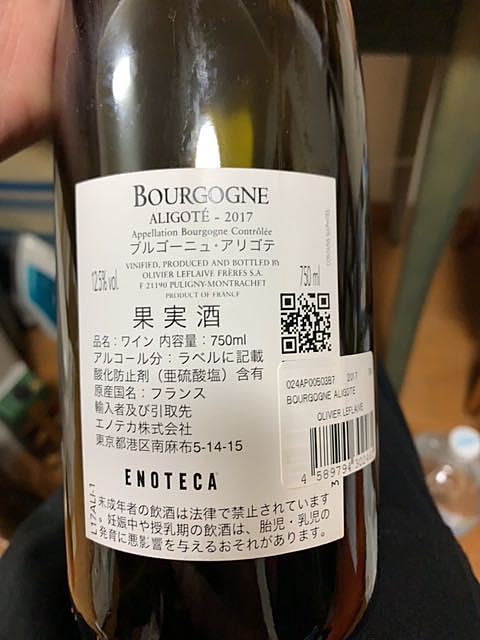 BOURGOGNE
ALIGOTÉ - 2017
Appellation Bourgogne Contrôlée
ブルゴーニュ・アリゴテ
VINIFIED, PRODUCED AND BOTTLED BY
OLIVIER LEFLAIVE FRÈRES S.A.
F 21190 PULIGNY-MONTRACHET
PRODUCT OF FRANCE
12.5% vol.
750 ml
CONTAINS SULPHITES
果実酒
品名：ワイン 内容量：750ml
アルコール分：ラベルに記載
酸化防止剤（亜硫酸塩）含有
原産国名：フランス
輸入者及び引取先
エノテカ株式会社
東京都港区南麻布5-14-15
ENOTECA
024AP00503B7 2017
BOURGOGNE ALIGOTE
OLIVIER LEFLAIVE
L17ALI-1
未成年者の飲酒は法律で禁止されています
。妊娠中や授乳期の飲酒は、胎児・乳児の
発育に悪影響を与えるおそれがあります。